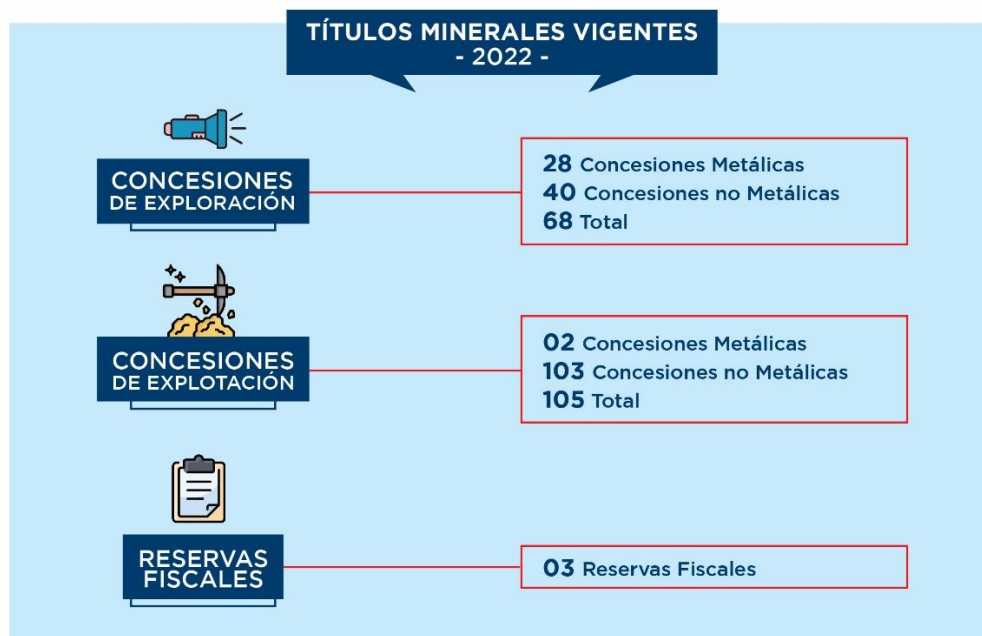 TÍTULOS MINERALES VIGENTES
- 2022 -
CONCESIONES
DE EXPLORACIÓN
28 Concesiones Metálicas
40 Concesiones no Metálicas
68 Total
CONCESIONES
DE EXPLOTACIÓN
02 Concesiones Metálicas
103 Concesiones no Metálicas
105 Total
RESERVAS
FISCALES
03 Reservas Fiscales